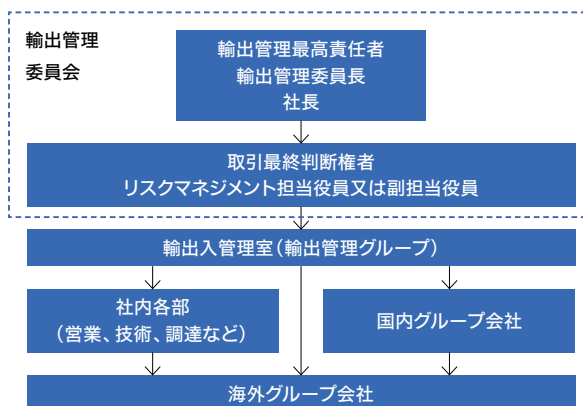 輸出管理
委員会
輸出管理最高責任者
輸出管理委員長
社長
取引最終判断権者
リスクマネジメント担当役員又は副担当役員
輸出入管理室(輸出管理グループ)
社内各部
(営業、技術、調達など)
国内グループ会社
海外グループ会社